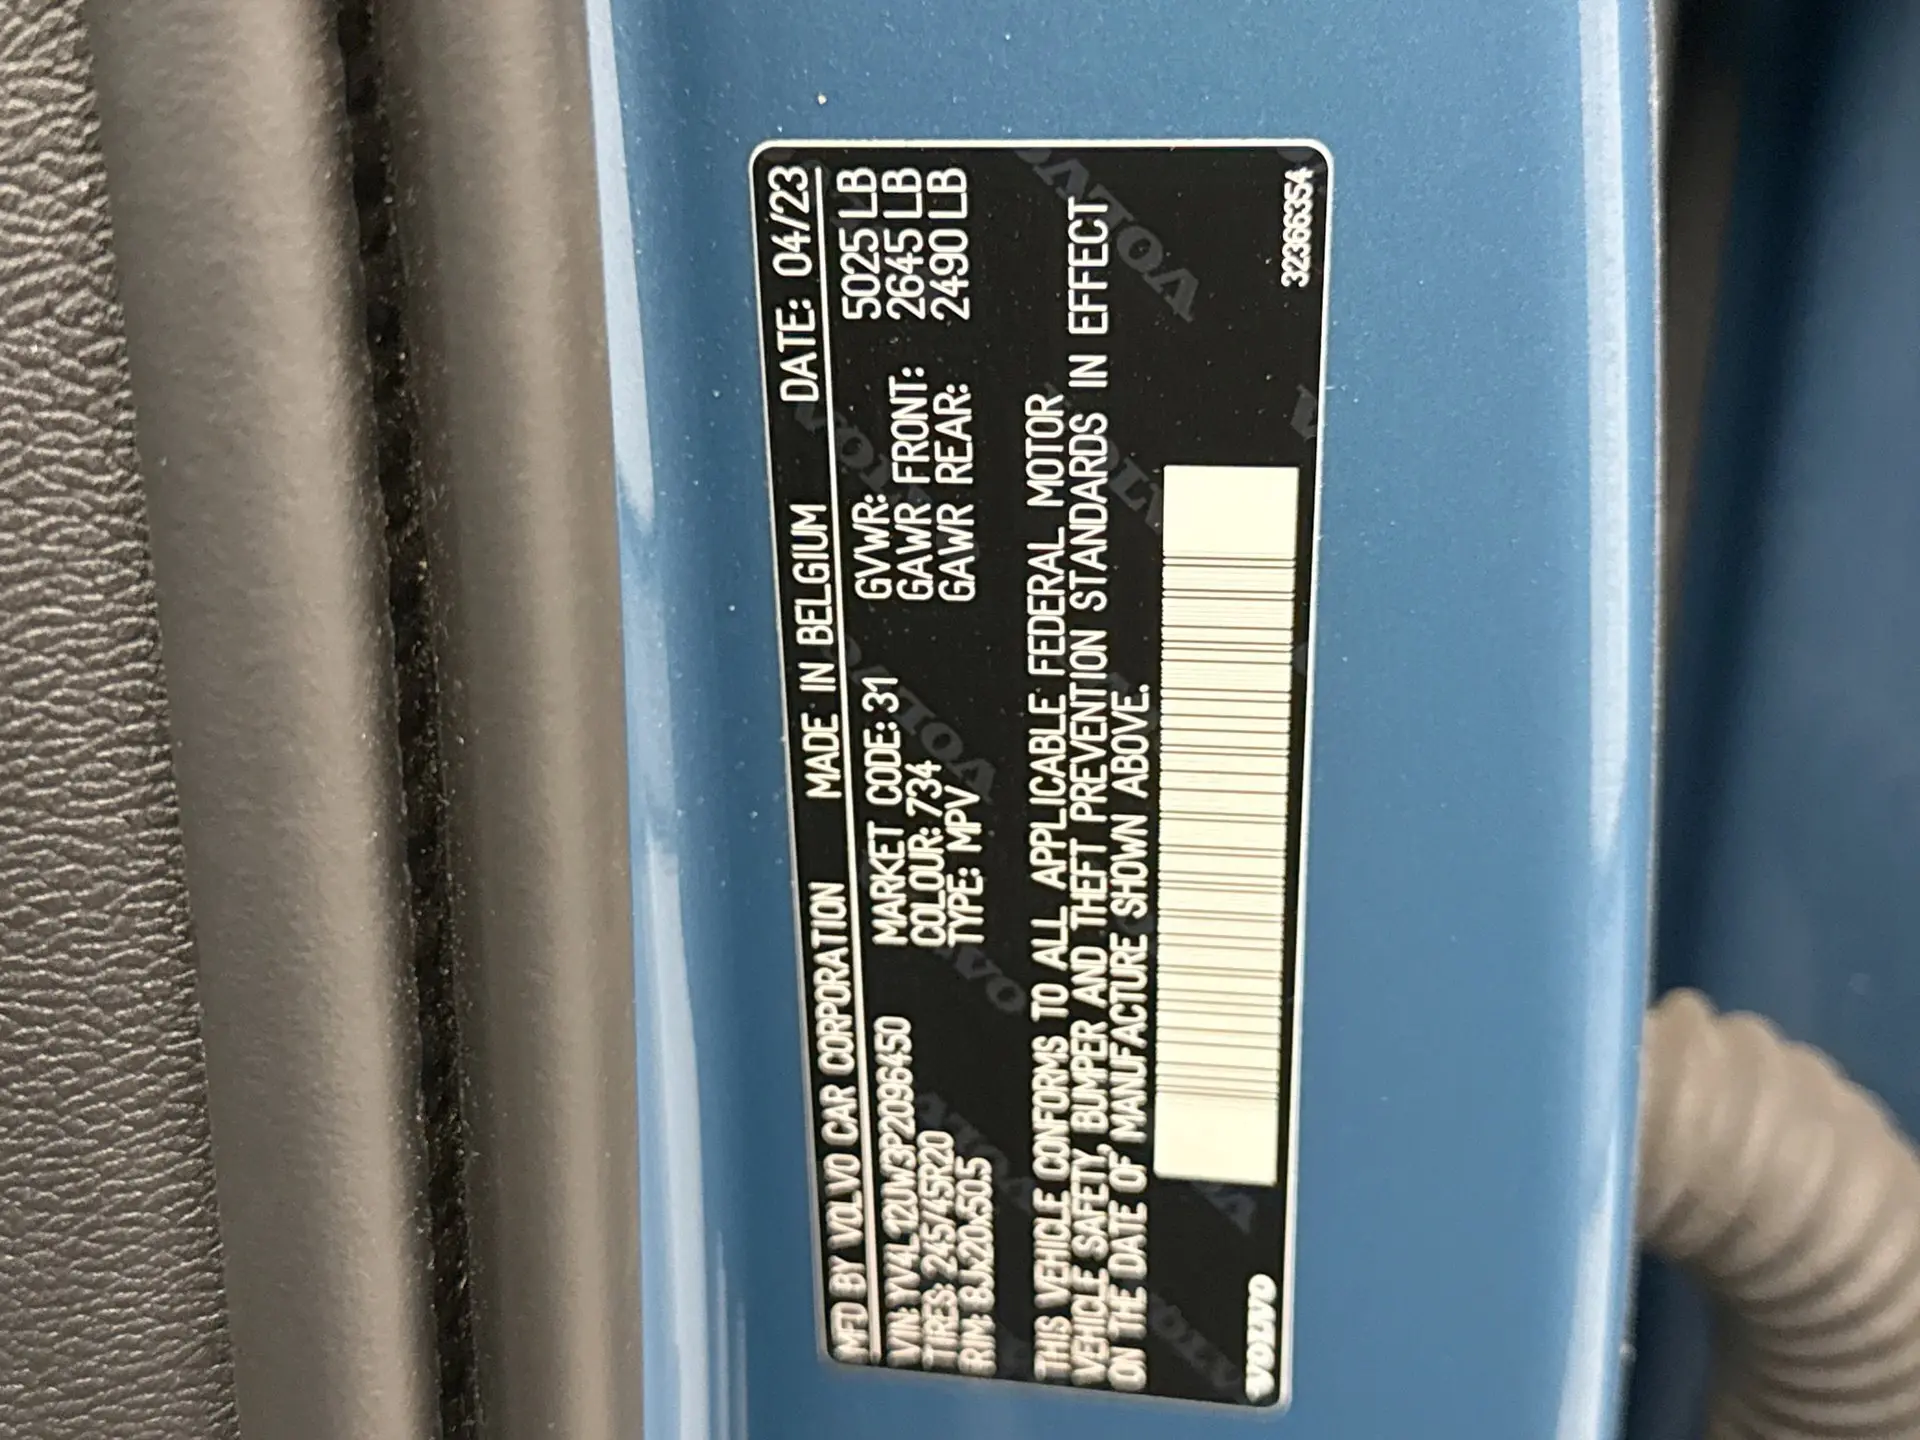 MFD BY VOLVO CAR CORPORATION MADE IN BELGIUM DATE: 04/23
VIN: YV4L12UW3P2096450 MARKET CODE: 31 GVWR: 5025 LB
TIRES: 245/45R20 COLOUR: 734 GAWR FRONT: 2645 LB
RIM: 8Jx20x50.5 TYPE: MPV GAWR REAR: 2490 LB
THIS VEHICLE CONFORMS TO ALL APPLICABLE FEDERAL MOTOR
VEHICLE SAFETY, BUMPER AND THEFT PREVENTION STANDARDS IN EFFECT
ON THE DATE OF MANUFACTURE SHOWN ABOVE.
VOLVO 32366354